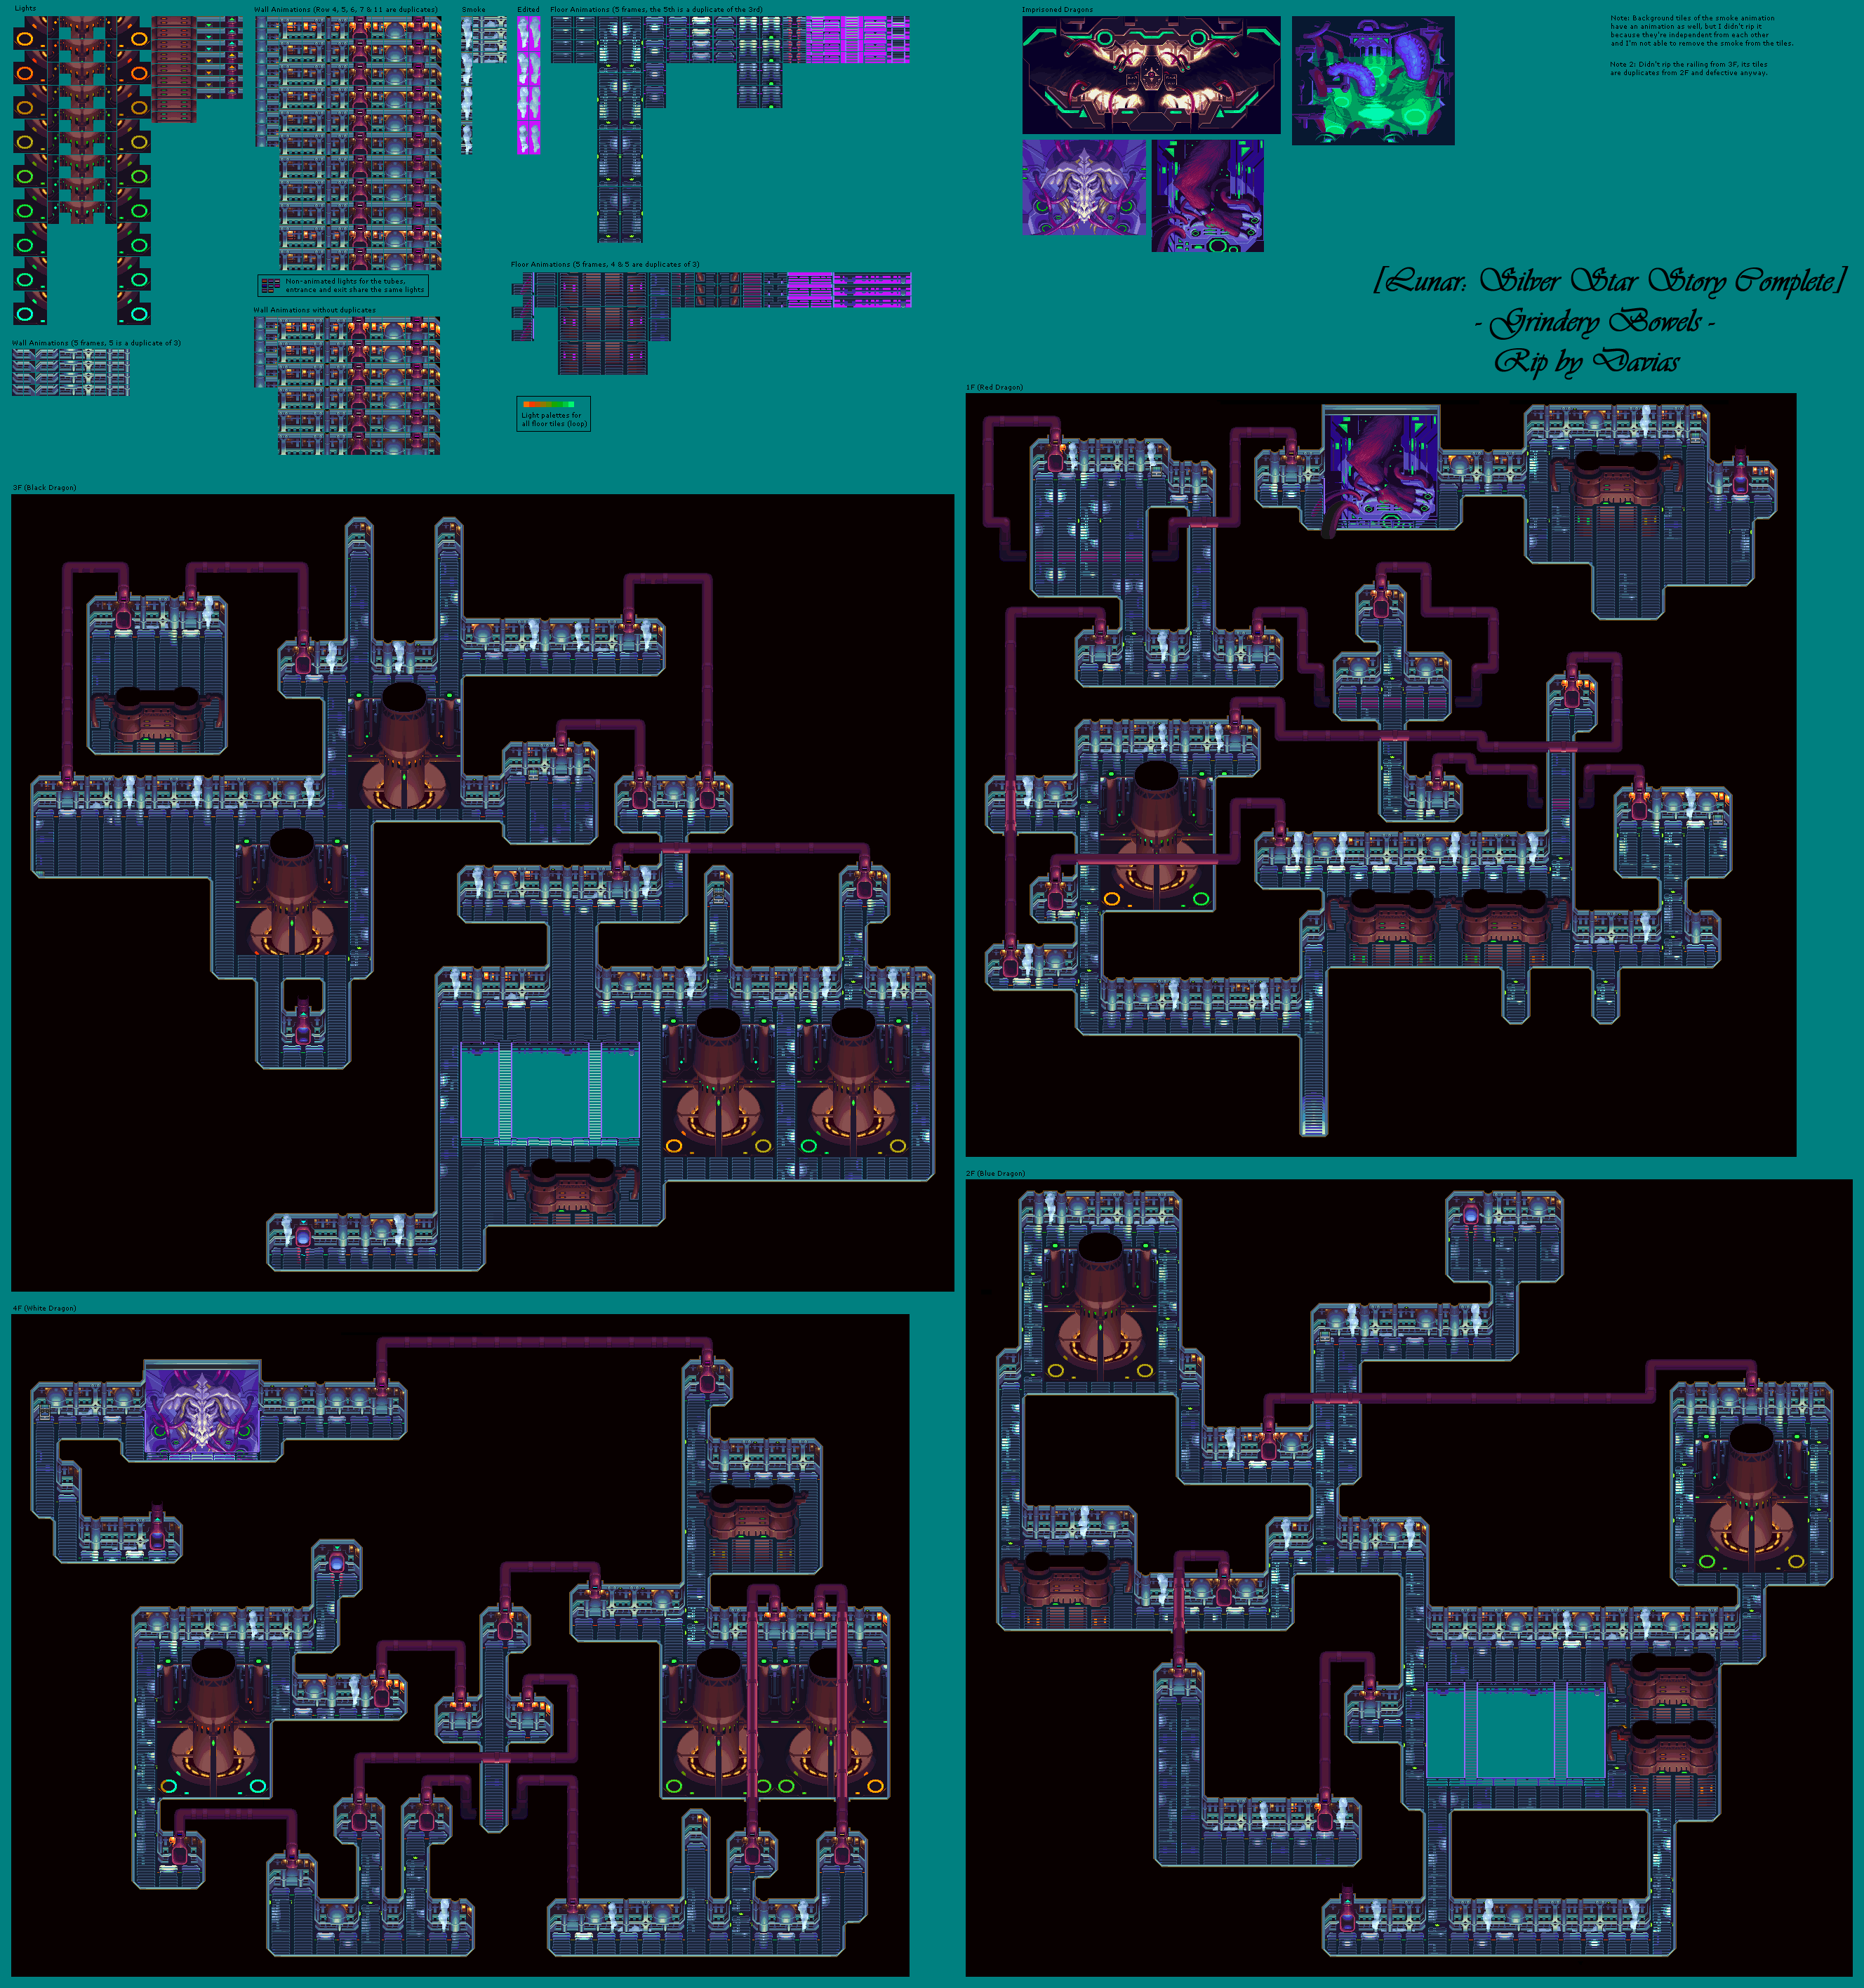 Lights
Wall Animations (Row 4, 5, 6, 7 & 11 are duplicates)
Smoke
Edited
Floor Animations (5 frames, the 5th is a duplicate of the 3rd)
Imprisoned Dragons
Note: Background tiles of the smoke animation
have an animation as well, but I didn't rip it
because they're independent from each other
and I'm not able to remove the smoke from the tiles.
Note 2: Didn't rip the railing from 3F, its tiles
are duplicates from 2F and defective anyway.
Non-animated lights for the tubes,
entrance and exit share the same lights
Floor Animations (5 frames, 4 & 5 are duplicates of 3)
Wall Animations without duplicates
Wall Animations (5 frames, 5 is a duplicate of 3)
Light palettes for
all floor tiles (loop)
[Lunar: Silver Star Story Complete]
- Grindery Bowels -
Rip by Davias
1F (Red Dragon)
3F (Black Dragon)
2F (Blue Dragon)
4F (White Dragon)